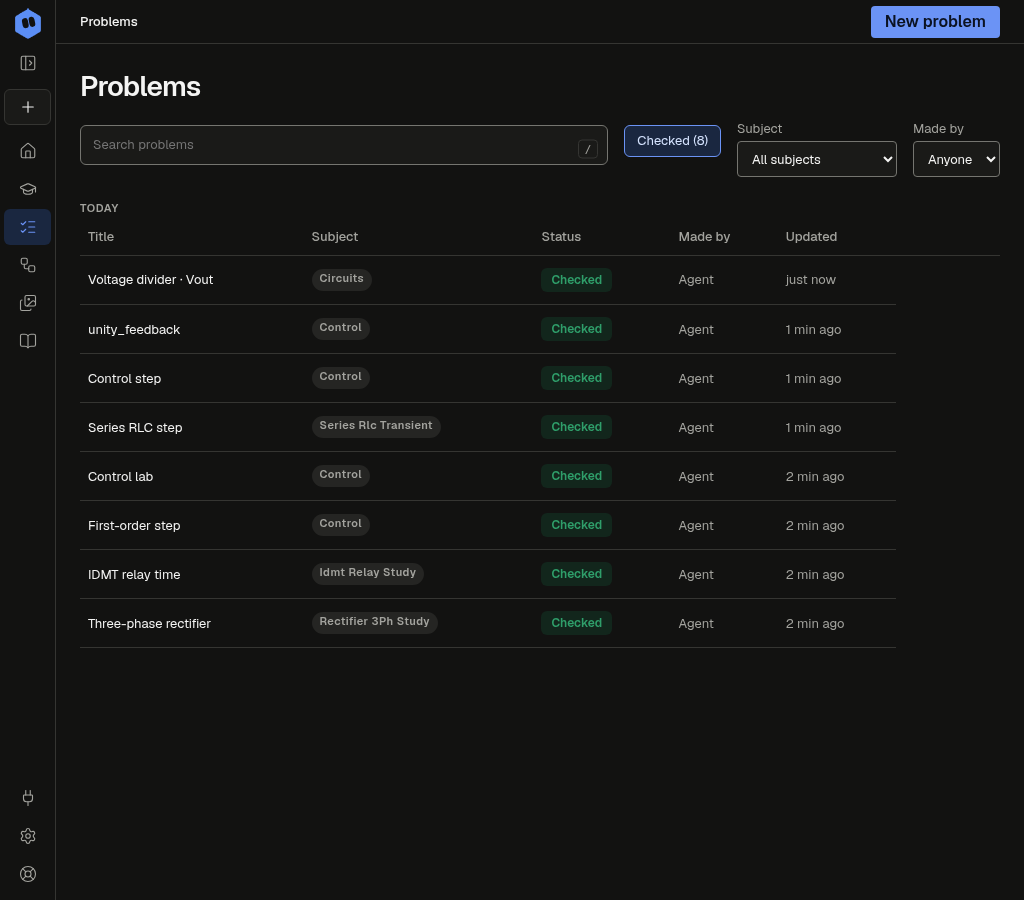 Problems
New problem
Problems
Search problems
/
Checked (8)
Subject
All subjects
Made by
Anyone
TODAY
Title Subject Status Made by Updated
Voltage divider · Vout Circuits Checked Agent just now
unity_feedback Control Checked Agent 1 min ago
Control step Control Checked Agent 1 min ago
Series RLC step Series Rlc Transient Checked Agent 1 min ago
Control lab Control Checked Agent 2 min ago
First-order step Control Checked Agent 2 min ago
IDMT relay time Idmt Relay Study Checked Agent 2 min ago
Three-phase rectifier Rectifier 3Ph Study Checked Agent 2 min ago